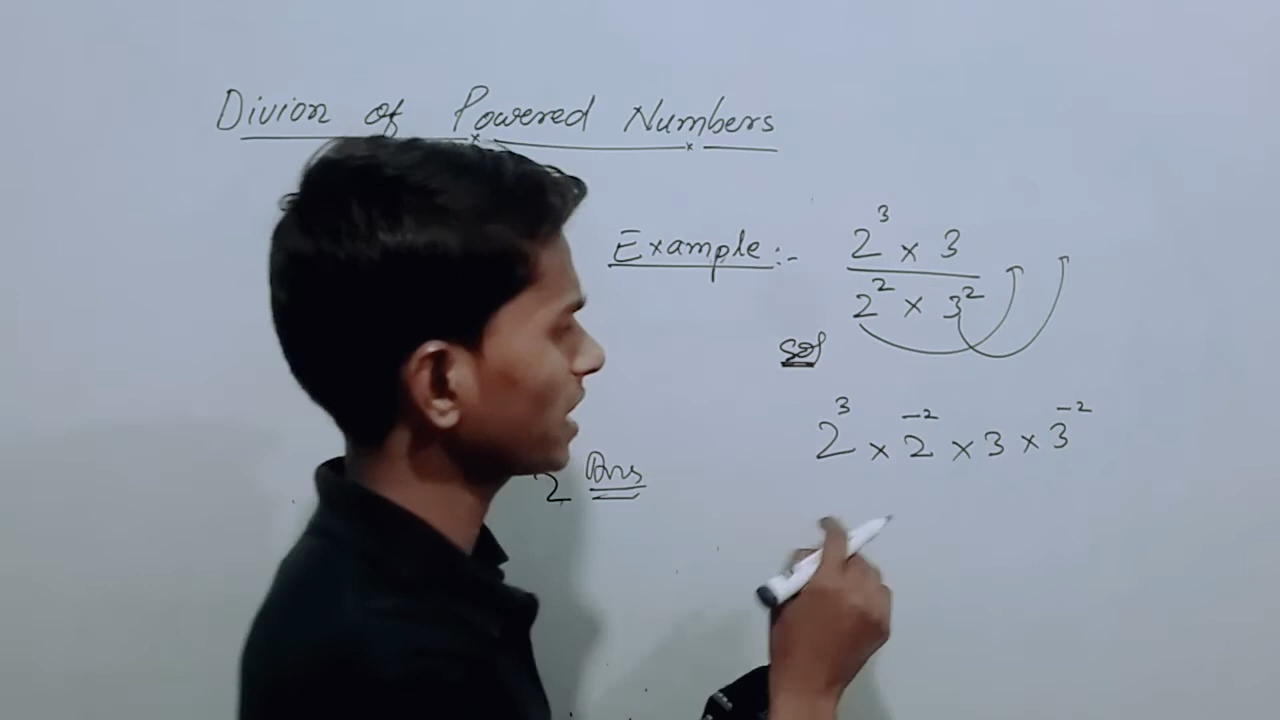 Divion of Powered Numbers
Example:-
2³ × 3
2² × 3²
Sol
2³ × 2⁻² × 3 × 3⁻²
2 Ans